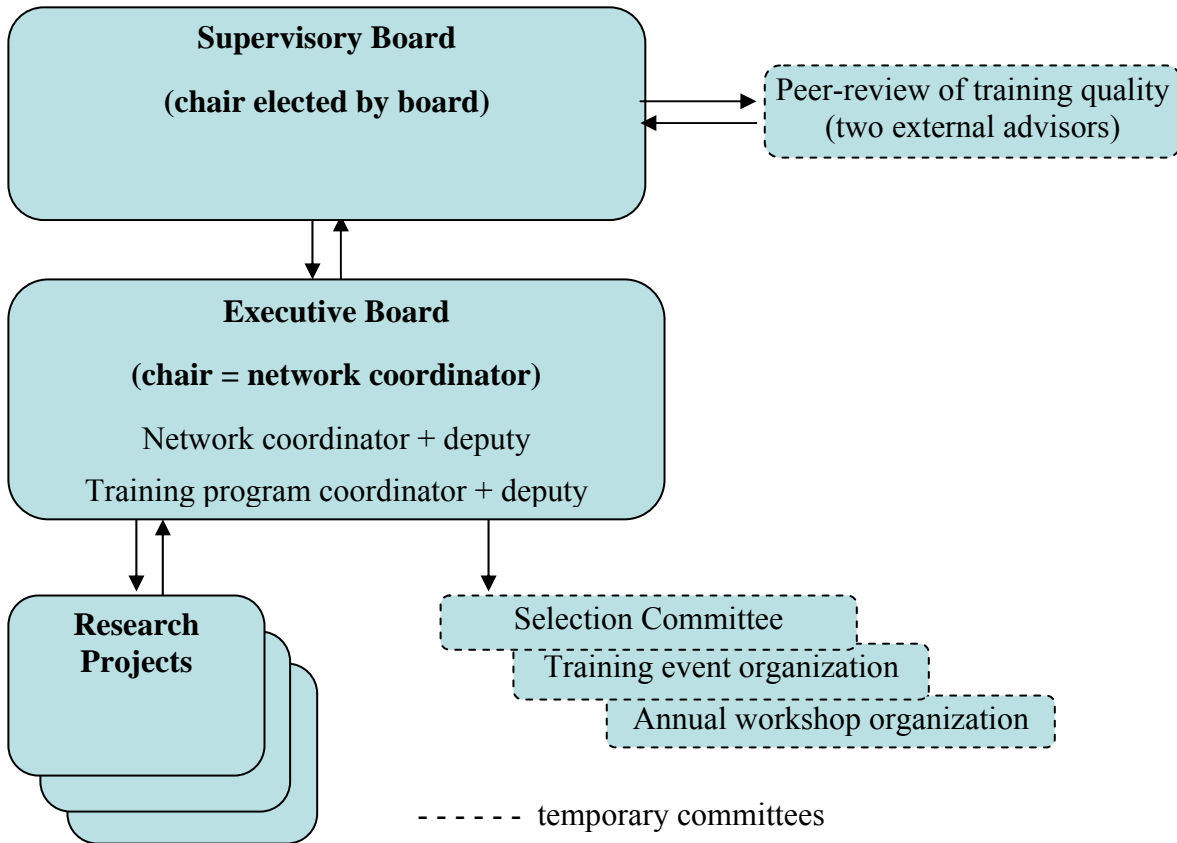 Supervisory Board
(chair elected by board)
Peer-review of training quality
(two external advisors)
Executive Board
(chair = network coordinator)
Network coordinator + deputy
Training program coordinator + deputy
Research
Projects
Selection Committee
Training event organization
Annual workshop organization
- - - - - - temporary committees